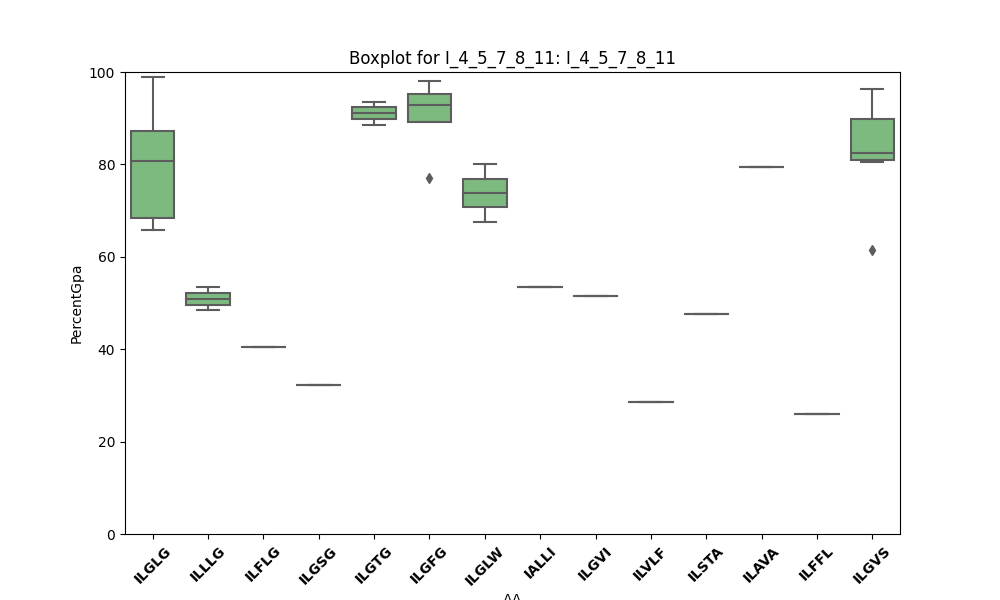 Boxplot for I_4_5_7_8_11: I_4_5_7_8_11
100
80
60
40
20
0
PercentGpa
ILGLG ILLLG ILFLG ILGSG ILGTG ILGFG ILGLW IALLI ILGVI ILVLF ILSTA ILAVA ILFFL ILGVS